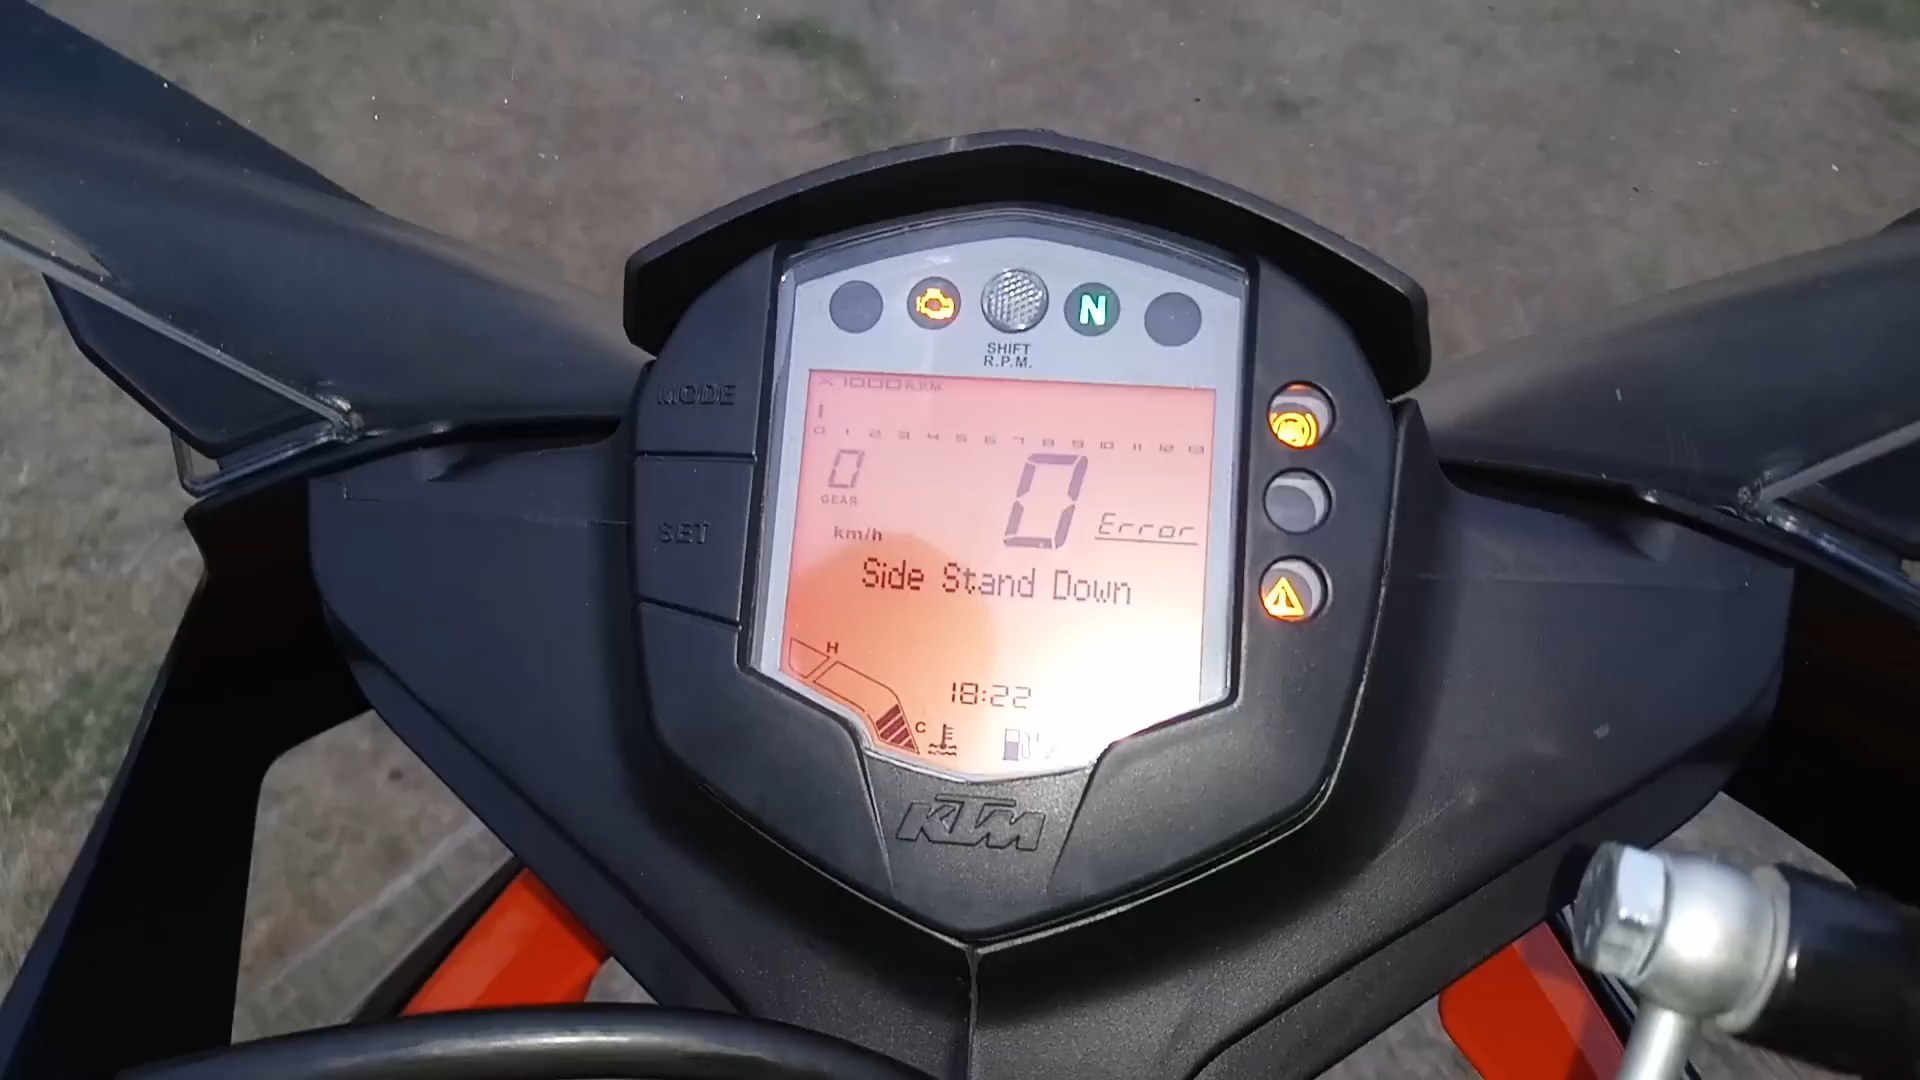 N
SHIFT
R.P.M.
MODE
X1000R.P.M.
0 1 2 3 4 5 6 7 8 9 10 11 12 13
0
GEAR
0
SET
km/h
Error
Side Stand Down
H
18:22
C
KTM